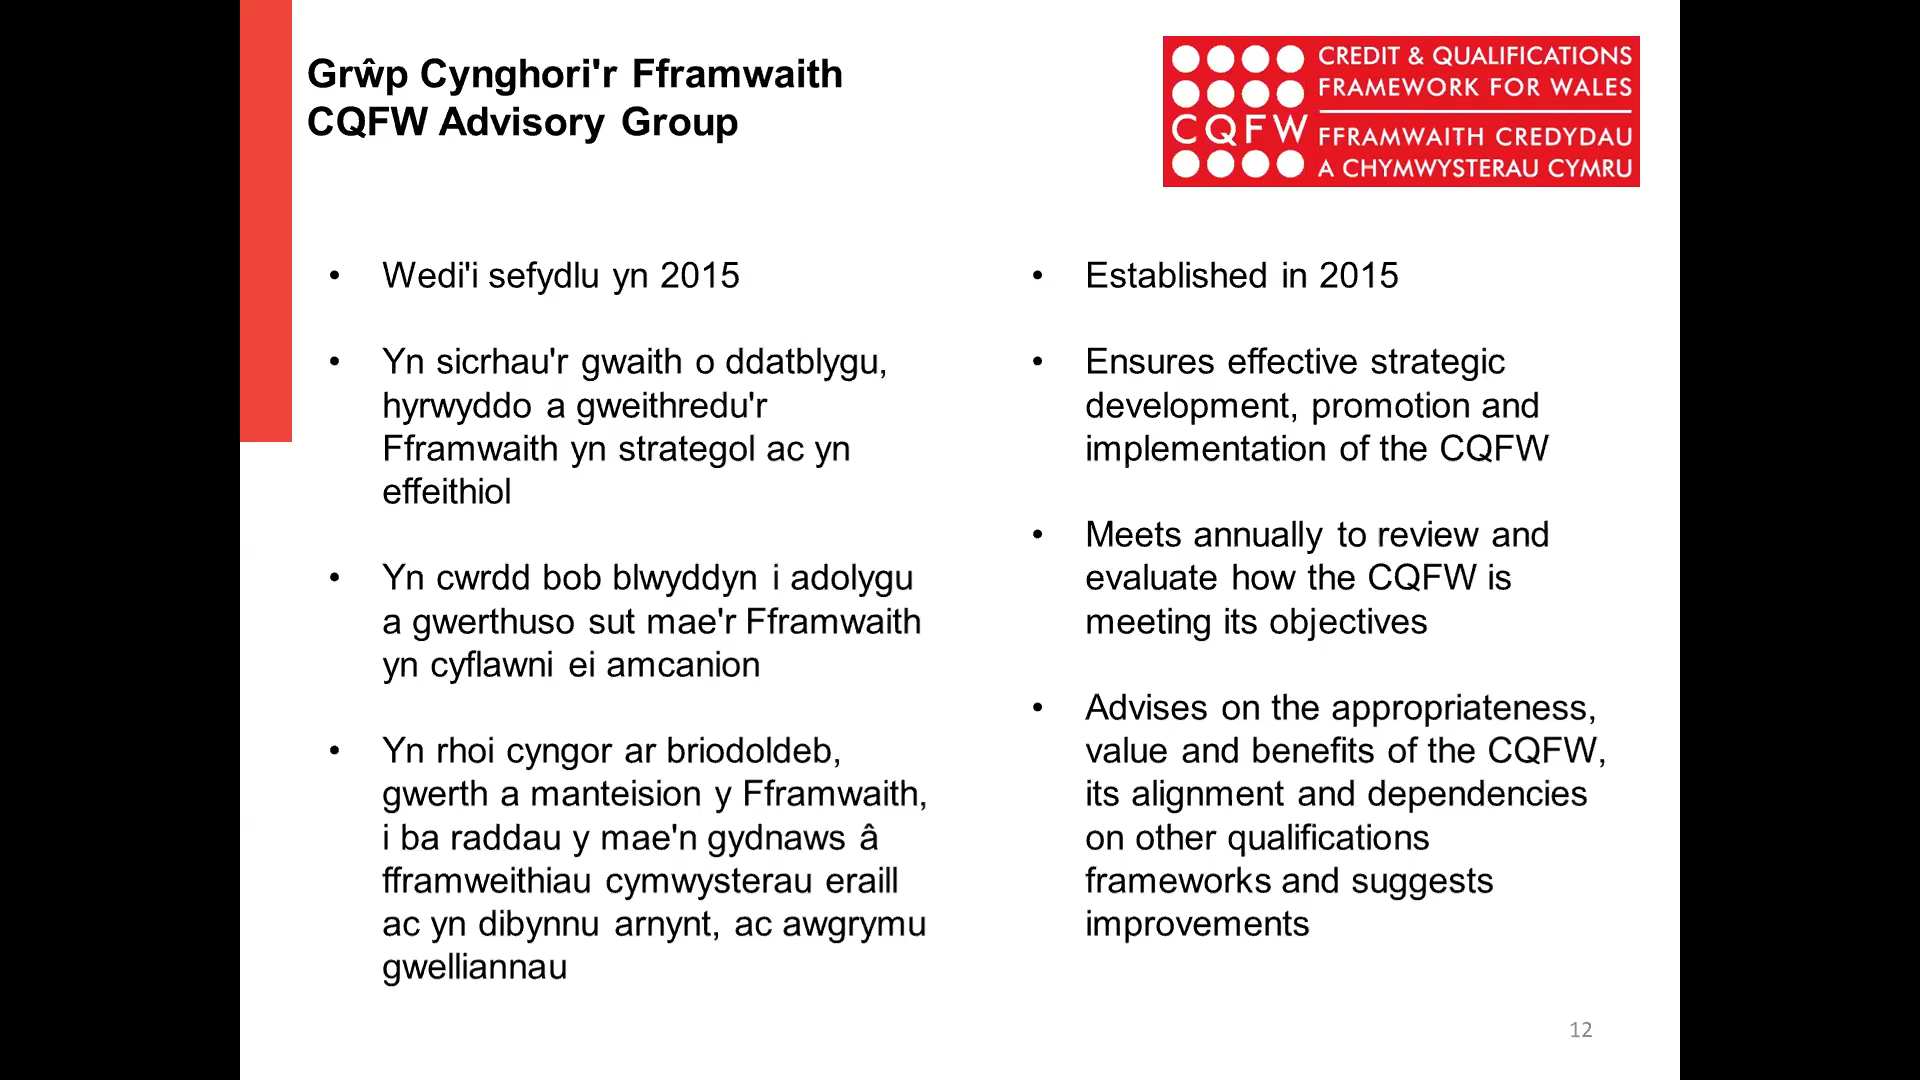 Grŵp Cynghori'r Fframwaith
CQFW Advisory Group
CREDIT & QUALIFICATIONS
FRAMEWORK FOR WALES
CQFW
FFRAMWAITH CREDYDAU
A CHYMWYSTERAU CYMRU
• Wedi'i sefydlu yn 2015
• Yn sicrhau'r gwaith o ddatblygu,
hyrwyddo a gweithredu'r
Fframwaith yn strategol ac yn
effeithiol
• Yn cwrdd bob blwyddyn i adolygu
a gwerthuso sut mae'r Fframwaith
yn cyflawni ei amcanion
• Yn rhoi cyngor ar briodoldeb,
gwerth a manteision y Fframwaith,
i ba raddau y mae'n gydnaws â
fframweithiau cymwysterau eraill
ac yn dibynnu arnynt, ac awgrymu
gwelliannau
• Established in 2015
• Ensures effective strategic
development, promotion and
implementation of the CQFW
• Meets annually to review and
evaluate how the CQFW is
meeting its objectives
• Advises on the appropriateness,
value and benefits of the CQFW,
its alignment and dependencies
on other qualifications
frameworks and suggests
improvements
12